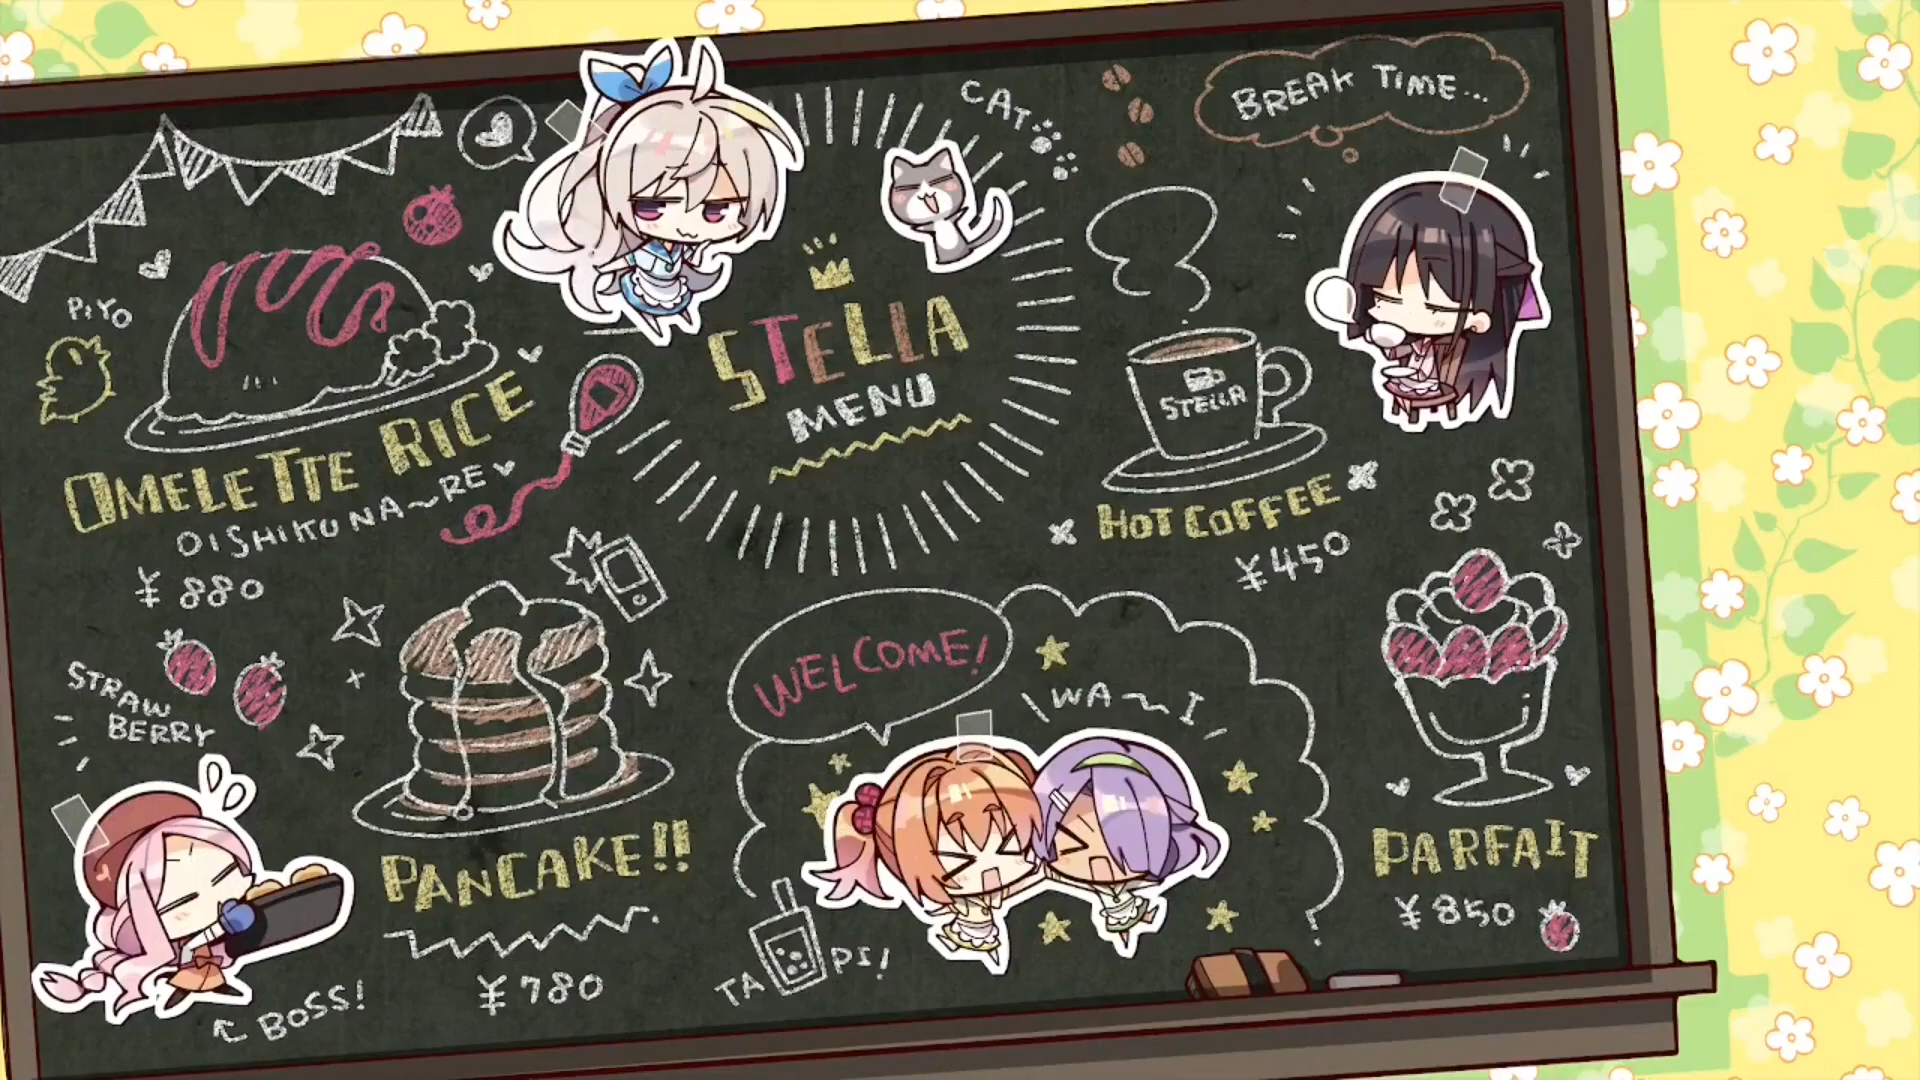 CAT
BREAK TIME...
PIYO
STELLA
MENU
STELLA
OMELETTE RICE
OISHIKUNA~RE
¥880
HOT COFFEE
¥450
STRAW
BERRY
WELCOME!
\WA~I
PANCAKE!!
¥780
PARFAIT
¥850
TA PI!
BOSS!